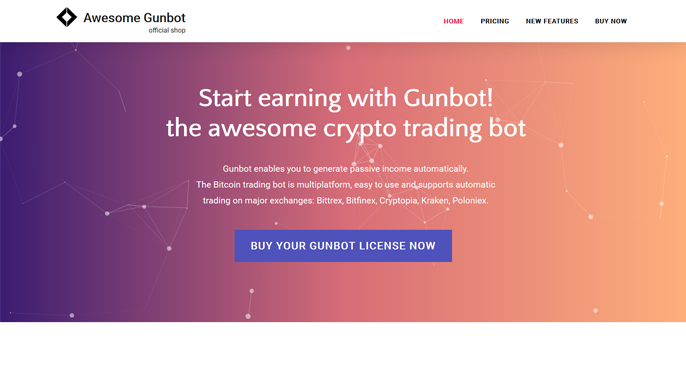 Awesome Gunbot
official shop
HOME PRICING NEW FEATURES BUY NOW
Start earning with Gunbot!
the awesome crypto trading bot
Gunbot enables you to generate passive income automatically.
The Bitcoin trading bot is multiplatform, easy to use and supports automatic
trading on major exchanges: Bittrex, Bitfinex, Cryptopia, Kraken, Poloniex.
BUY YOUR GUNBOT LICENSE NOW